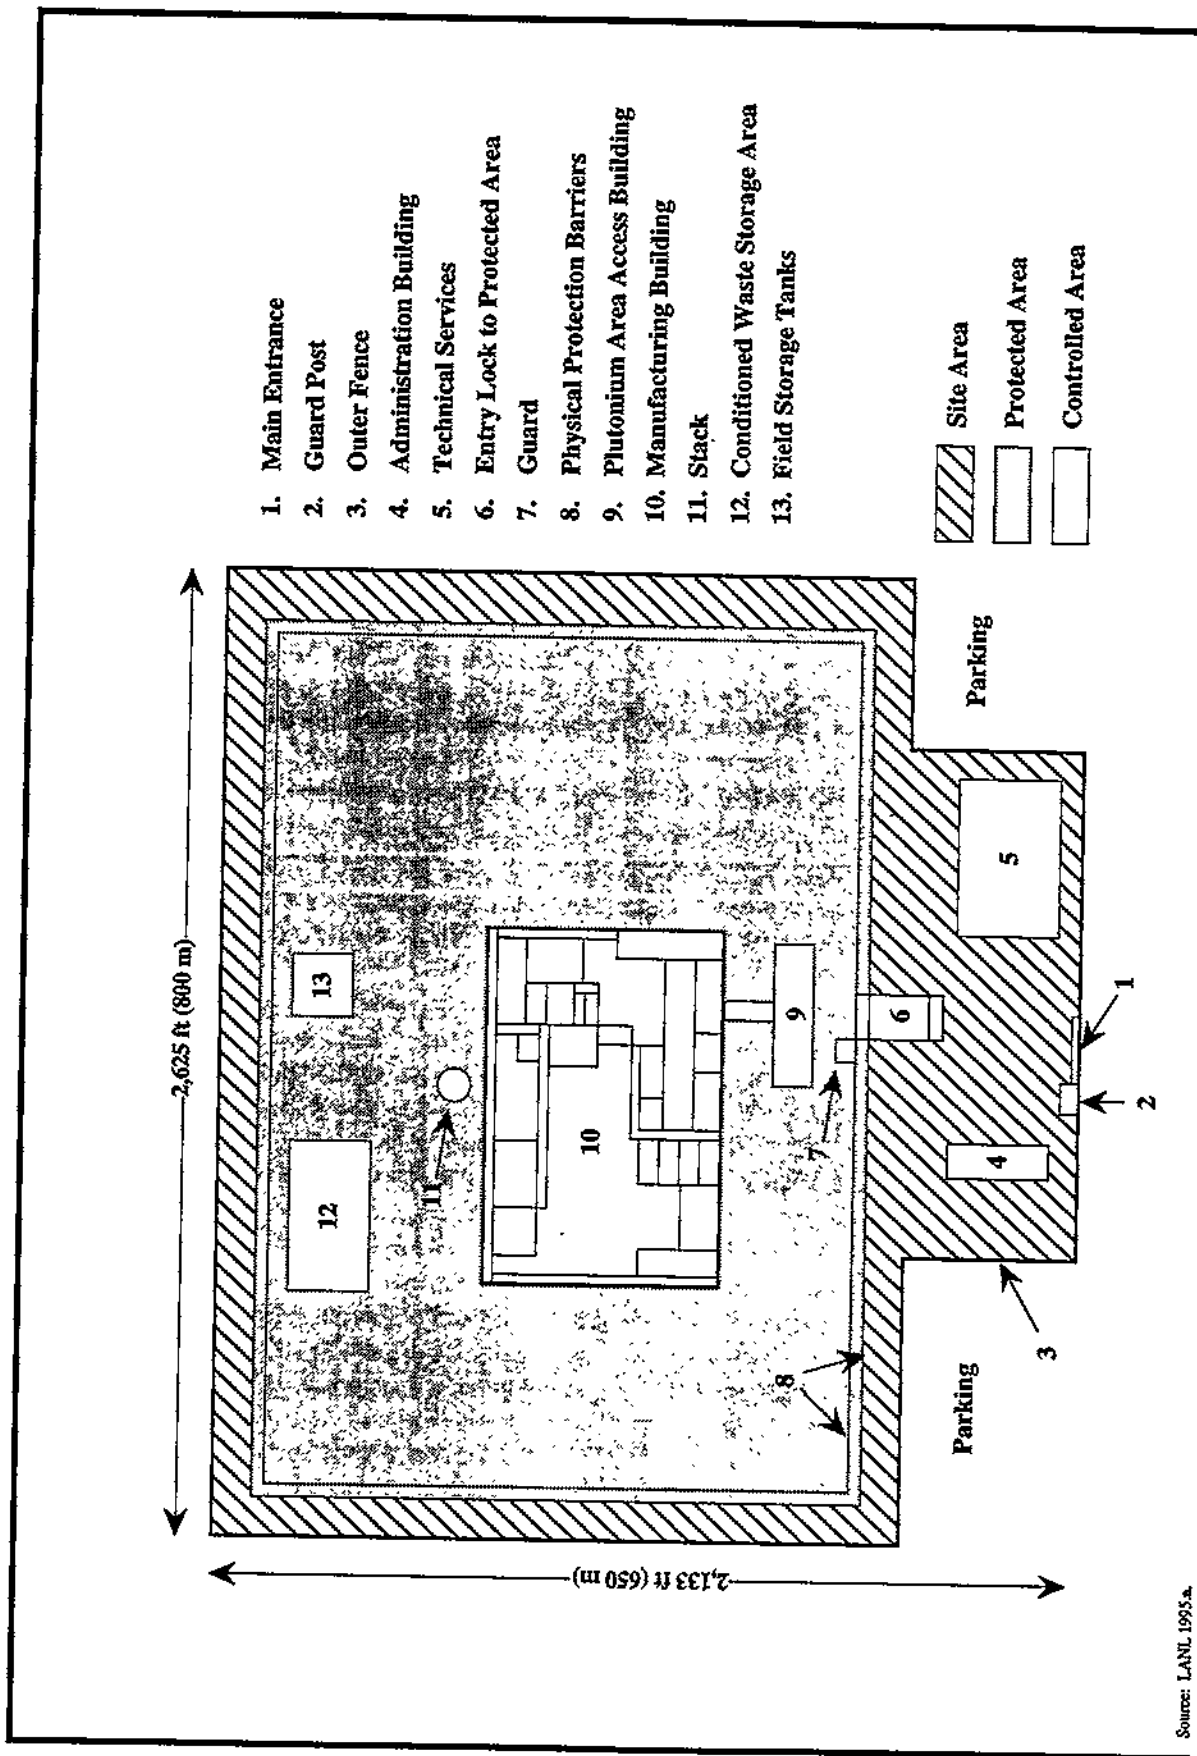 2,625 ft (800 m)
2,133 ft (650 m)
12
13
11
10
9
7
8
6
5
4
3
2
1
Parking
Parking
1. Main Entrance
2. Guard Post
3. Outer Fence
4. Administration Building
5. Technical Services
6. Entry Lock to Protected Area
7. Guard
8. Physical Protection Barriers
9. Plutonium Area Access Building
10. Manufacturing Building
11. Stack
12. Conditioned Waste Storage Area
13. Field Storage Tanks
Site Area
Protected Area
Controlled Area
Source: LANL 1995a.